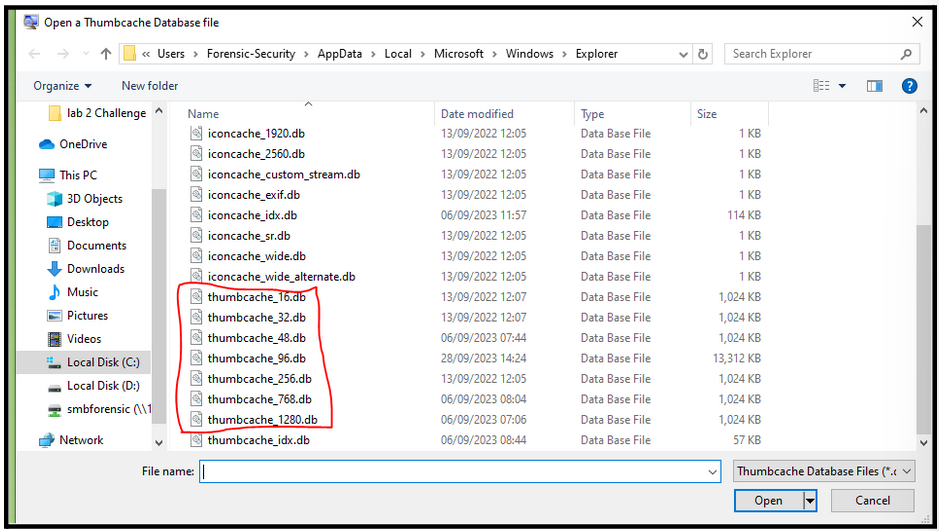 Open a Thumbcache Database file
« Users > Forensic-Security > AppData > Local > Microsoft > Windows > Explorer
Search Explorer
Organize
New folder
lab 2 Challenge
OneDrive
This PC
3D Objects
Desktop
Documents
Downloads
Music
Pictures
Videos
Local Disk (C:)
Local Disk (D:)
smbforensic (\\1
Network
Name Date modified Type Size
iconcache_1920.db 13/09/2022 12:05 Data Base File 1 KB
iconcache_2560.db 13/09/2022 12:05 Data Base File 1 KB
iconcache_custom_stream.db 13/09/2022 12:05 Data Base File 1 KB
iconcache_exif.db 13/09/2022 12:05 Data Base File 1 KB
iconcache_idx.db 06/09/2023 11:57 Data Base File 114 KB
iconcache_sr.db 13/09/2022 12:05 Data Base File 1 KB
iconcache_wide.db 13/09/2022 12:05 Data Base File 1 KB
iconcache_wide_alternate.db 13/09/2022 12:05 Data Base File 1 KB
thumbcache_16.db 13/09/2022 12:07 Data Base File 1,024 KB
thumbcache_32.db 13/09/2022 12:07 Data Base File 1,024 KB
thumbcache_48.db 06/09/2023 07:44 Data Base File 1,024 KB
thumbcache_96.db 28/09/2023 14:24 Data Base File 13,312 KB
thumbcache_256.db 13/09/2022 12:05 Data Base File 1,024 KB
thumbcache_768.db 06/09/2023 08:04 Data Base File 1,024 KB
thumbcache_1280.db 06/09/2023 07:06 Data Base File 1,024 KB
thumbcache_idx.db 06/09/2023 08:44 Data Base File 57 KB
File name:
Thumbcache Database Files (*.c
Open
Cancel